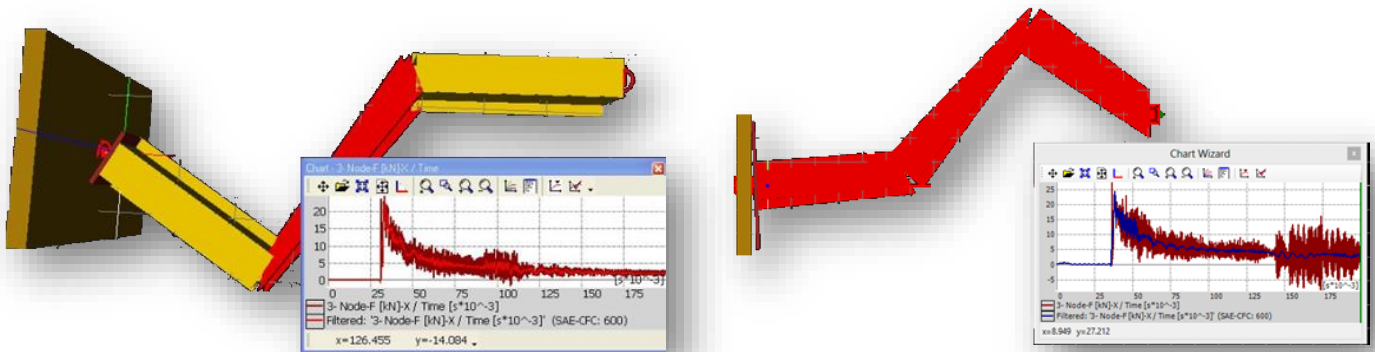 Chart - 3- Node-F [kN]-X / Time
20
15
10
5
0
0 25 50 75 100 125 150 175
[s*10^-3]
3- Node-F [kN]-X / Time [s*10^-3]
Filtered: '3- Node-F [kN]-X / Time [s*10^-3]' (SAE-CFC: 600)
x=126.455 y=-14.084
Chart Wizard
x
25
20
15
10
5
0
-5
0 25 50 75 100 125 150 175
[s*10^-3]
3- Node-F [kN]-X / Time [s*10^-3]
Filtered: '3- Node-F [kN]-X / Time [s*10^-3]' (SAE-CFC: 600)
x=8.949 y=27.212